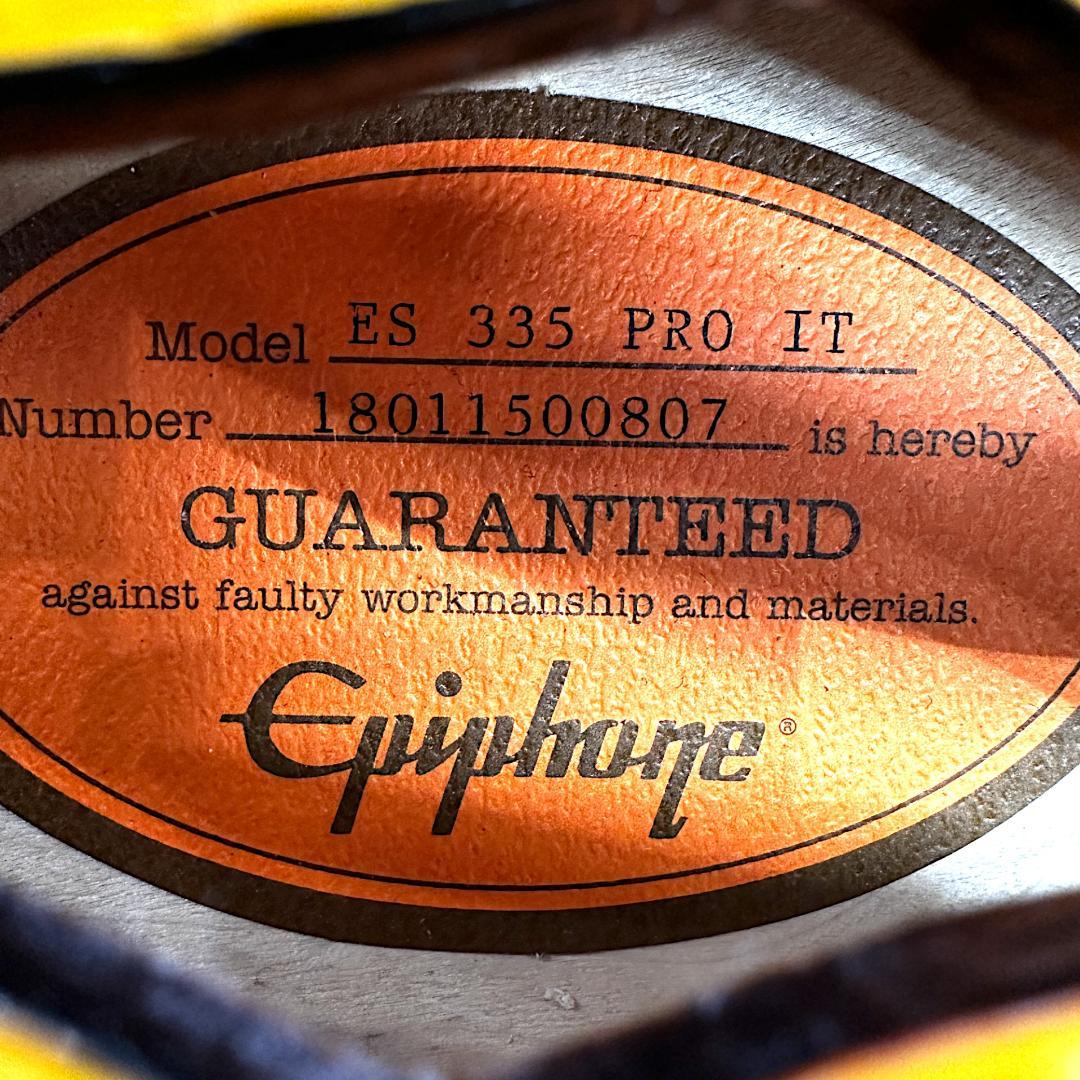 Model ES 335 PRO IT
Number 18011500807 is hereby
GUARANTEED
against faulty workmanship and materials.
Epiphone®